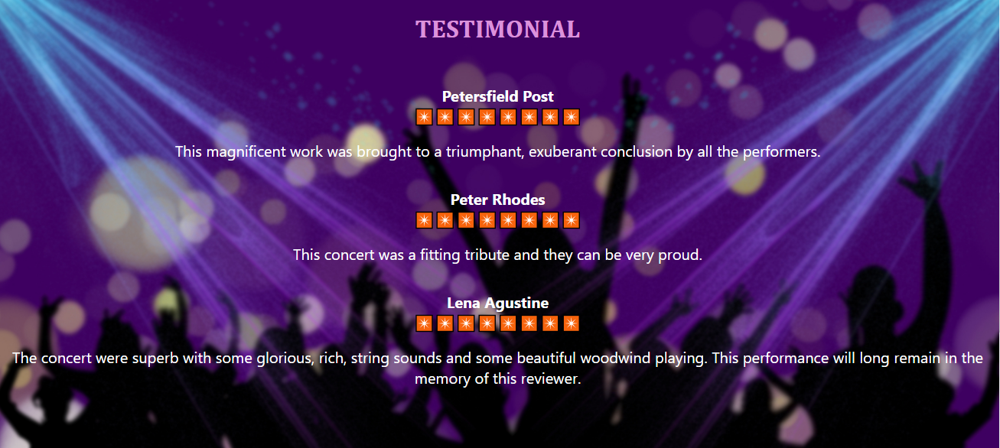 TESTIMONIAL
Petersfield Post
✴️✴️✴️✴️✴️✴️✴️✴️
This magnificent work was brought to a triumphant, exuberant conclusion by all the performers.
Peter Rhodes
✴️✴️✴️✴️✴️✴️✴️✴️
This concert was a fitting tribute and they can be very proud.
Lena Agustine
✴️✴️✴️✴️✴️✴️✴️✴️
The concert were superb with some glorious, rich, string sounds and some beautiful woodwind playing. This performance will long remain in the
memory of this reviewer.